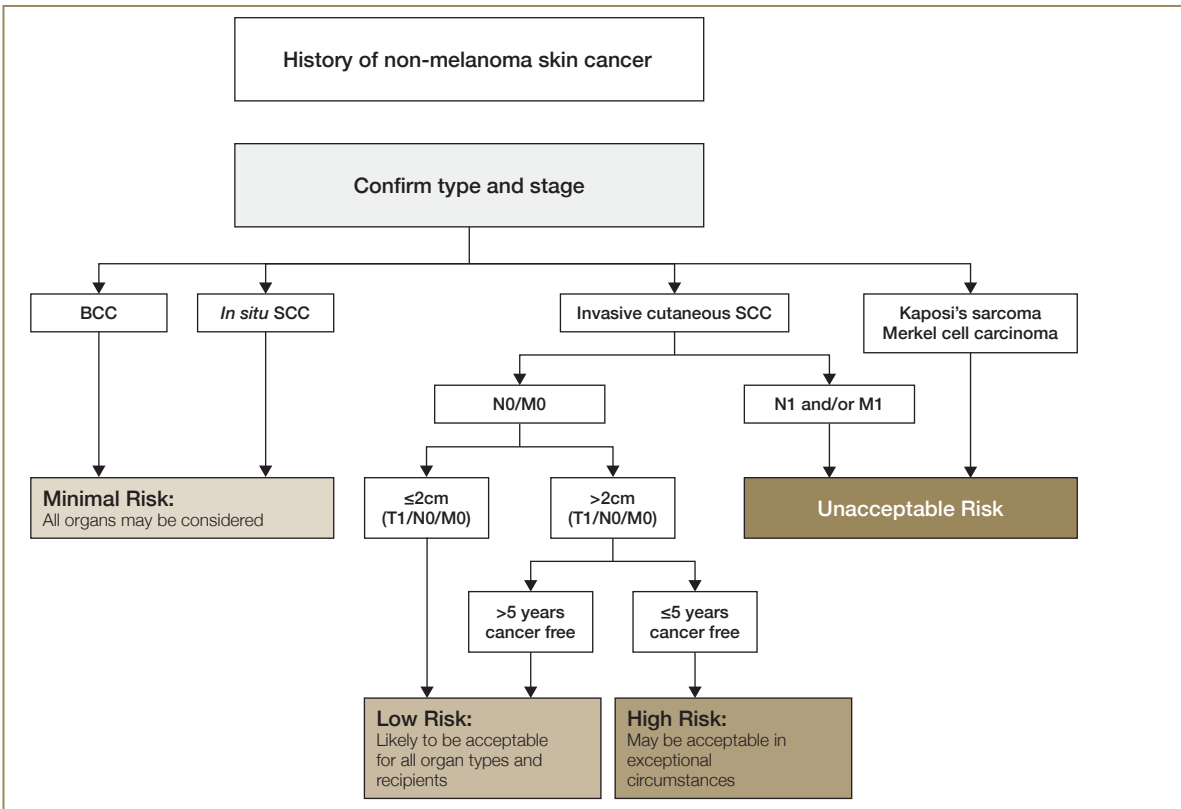 History of non-melanoma skin cancer
Confirm type and stage
BCC
In situ SCC
Invasive cutaneous SCC
Kaposi's sarcoma
Merkel cell carcinoma
N0/M0
N1 and/or M1
Minimal Risk:
All organs may be considered
≤2cm
(T1/N0/M0)
>2cm
(T1/N0/M0)
Unacceptable Risk
>5 years
cancer free
≤5 years
cancer free
Low Risk:
Likely to be acceptable
for all organ types and
recipients
High Risk:
May be acceptable in
exceptional
circumstances